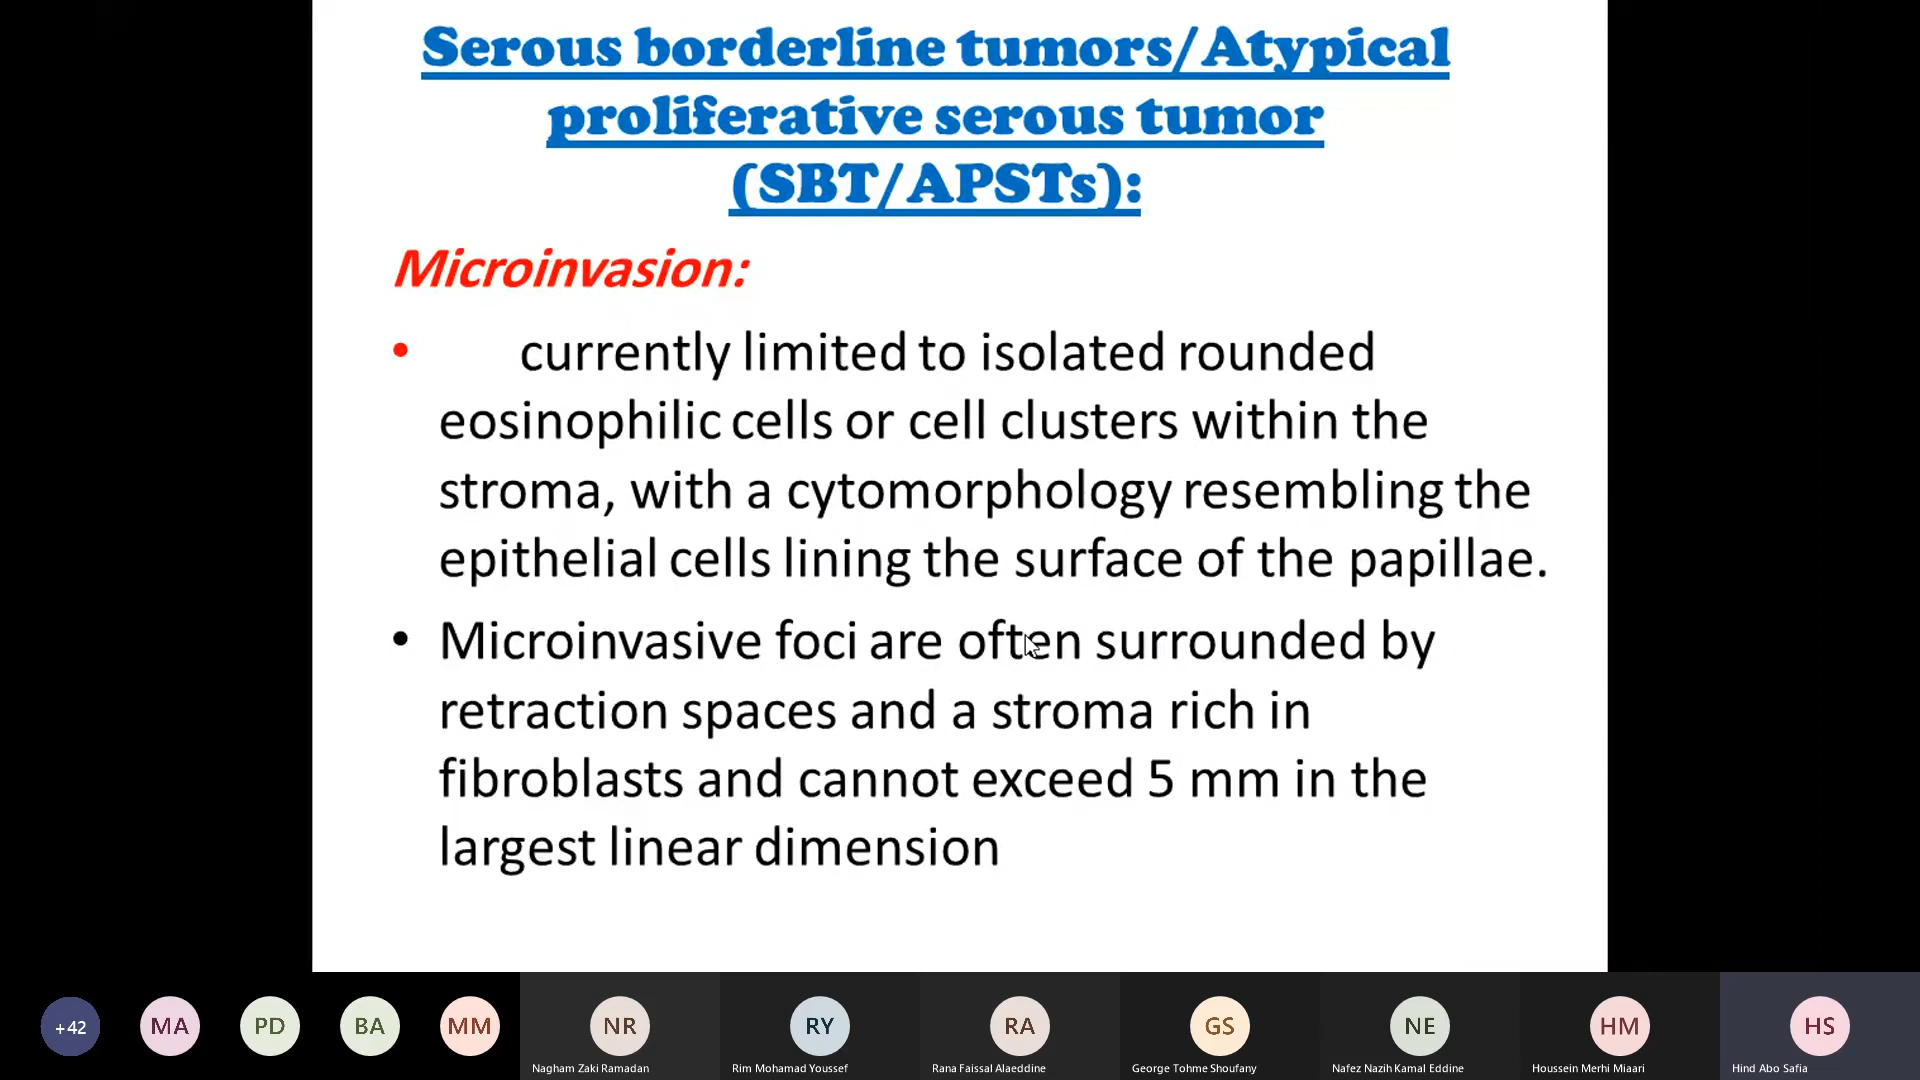 Serous borderline tumors/Atypical
proliferative serous tumor
(SBT/APSTs):
Microinvasion:
• currently limited to isolated rounded
eosinophilic cells or cell clusters within the
stroma, with a cytomorphology resembling the
epithelial cells lining the surface of the papillae.
• Microinvasive foci are often surrounded by
retraction spaces and a stroma rich in
fibroblasts and cannot exceed 5 mm in the
largest linear dimension
+42 MA PD BA MM NR RY RA GS NE HM HS
Nagham Zaki Ramadan Rim Mohamad Youssef Rana Faissal Alaeddine George Tohme Shoufany Nafez Nazih Kamal Eddine Houssein Merhi Miaari Hind Abo Safia